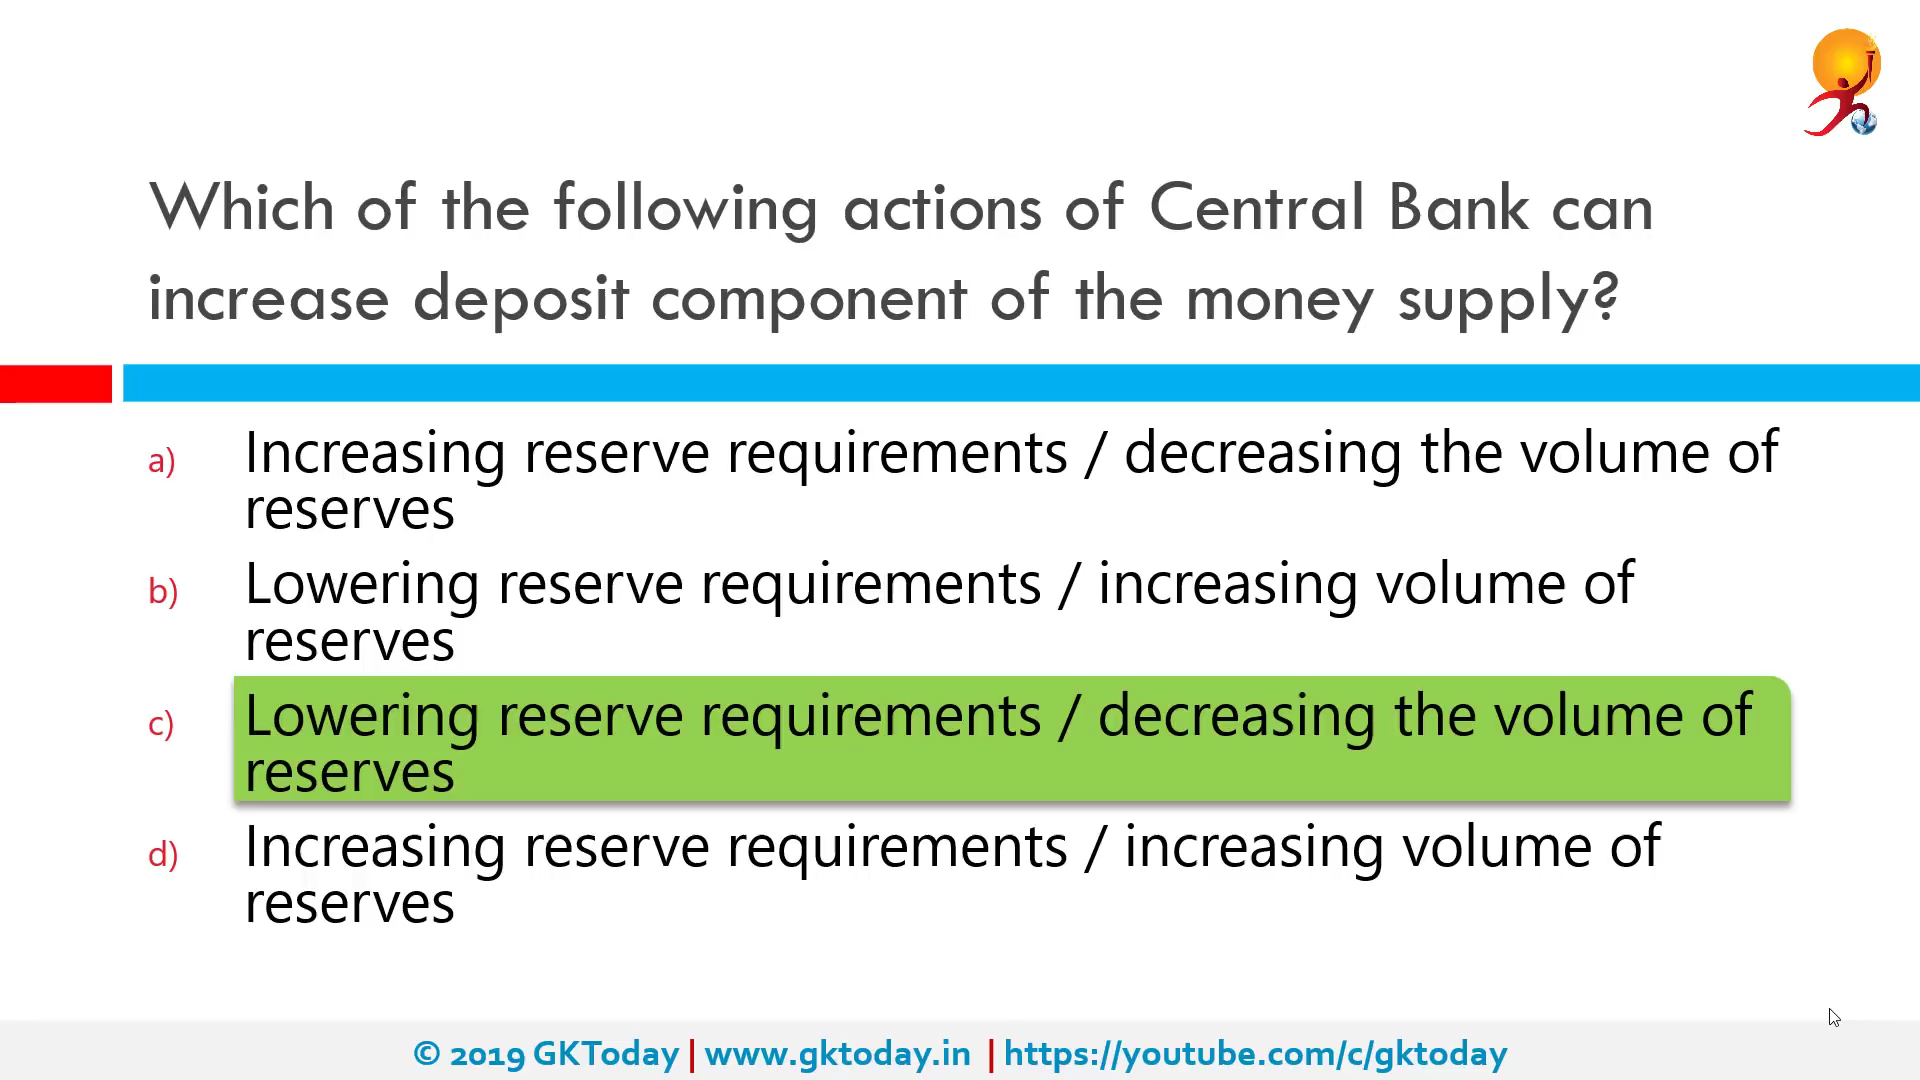 Which of the following actions of Central Bank can
increase deposit component of the money supply?
a) Increasing reserve requirements / decreasing the volume of
reserves
b) Lowering reserve requirements / increasing volume of
reserves
c) Lowering reserve requirements / decreasing the volume of
reserves
d) Increasing reserve requirements / increasing volume of
reserves
© 2019 GKToday | www.gktoday.in | https://youtube.com/c/gktoday